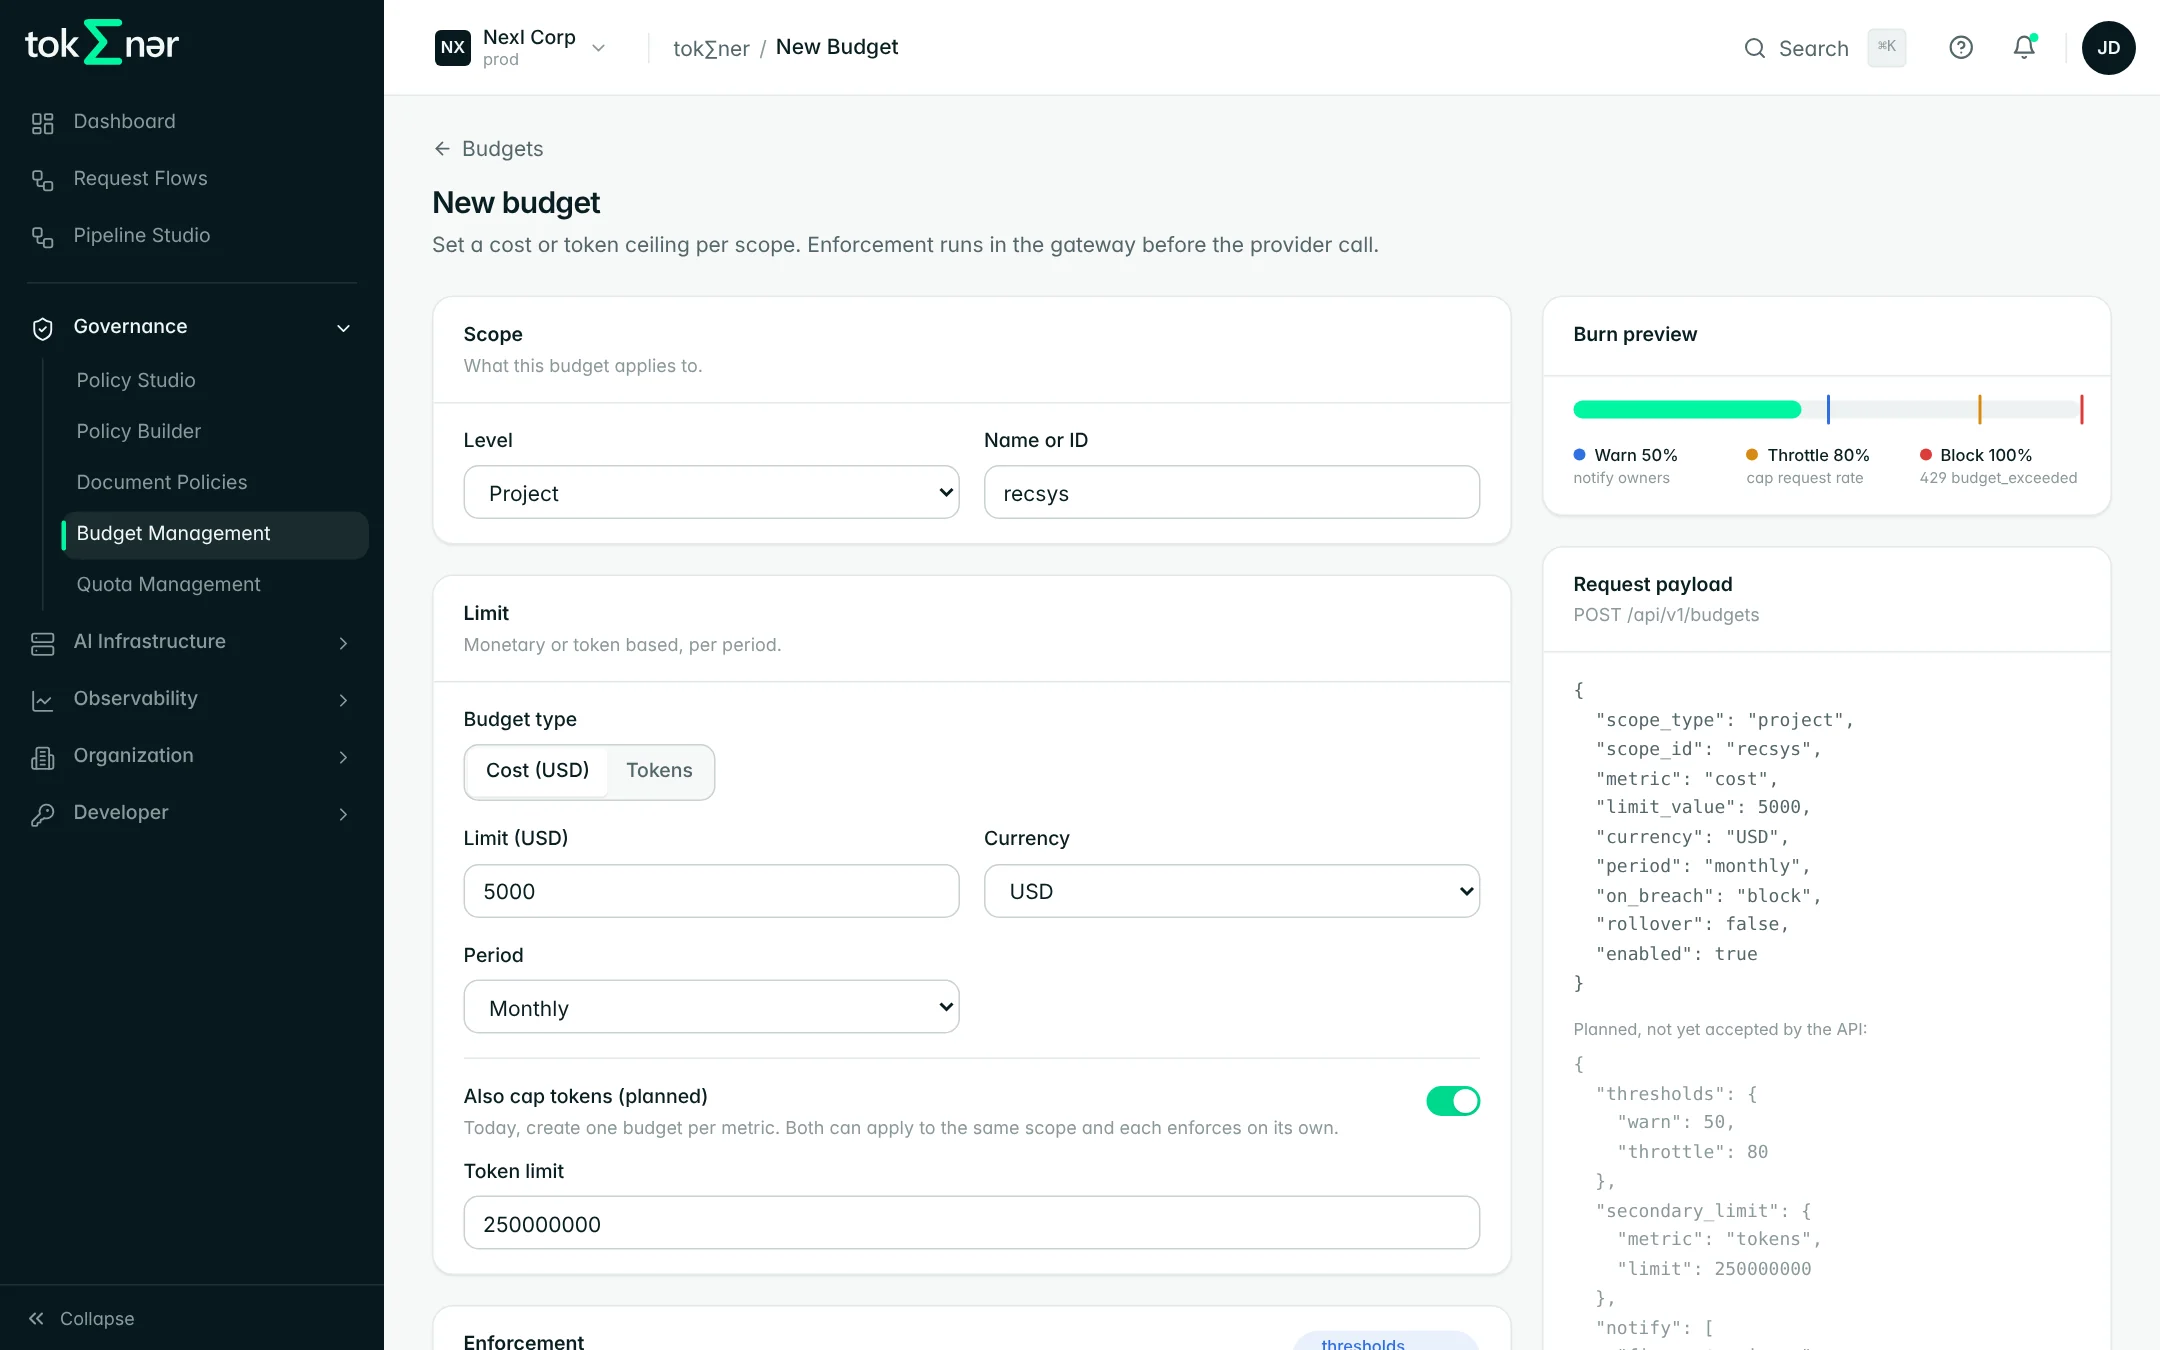 tokΣnər
Dashboard
Request Flows
Pipeline Studio
Governance
Policy Studio
Policy Builder
Document Policies
Budget Management
Quota Management
AI Infrastructure
Observability
Organization
Developer
Collapse
NX
Nexl Corp
prod
tok∑ner / New Budget
Search
⌘K
JD
Budgets
New budget
Set a cost or token ceiling per scope. Enforcement runs in the gateway before the provider call.
Scope
What this budget applies to.
Level
Name or ID
Project
recsys
Limit
Monetary or token based, per period.
Budget type
Cost (USD)
Tokens
Limit (USD)
Currency
5000
USD
Period
Monthly
Also cap tokens (planned)
Today, create one budget per metric. Both can apply to the same scope and each enforces on its own.
Token limit
250000000
Enforcement
thresholds
Burn preview
Warn 50%
notify owners
Throttle 80%
cap request rate
Block 100%
429 budget_exceeded
Request payload
POST /api/v1/budgets
{
"scope_type": "project",
"scope_id": "recsys",
"metric": "cost",
"limit_value": 5000,
"currency": "USD",
"period": "monthly",
"on_breach": "block",
"rollover": false,
"enabled": true
}
Planned, not yet accepted by the API:
{
"thresholds": {
"warn": 50,
"throttle": 80
},
"secondary_limit": {
"metric": "tokens",
"limit": 250000000
},
"notify": [